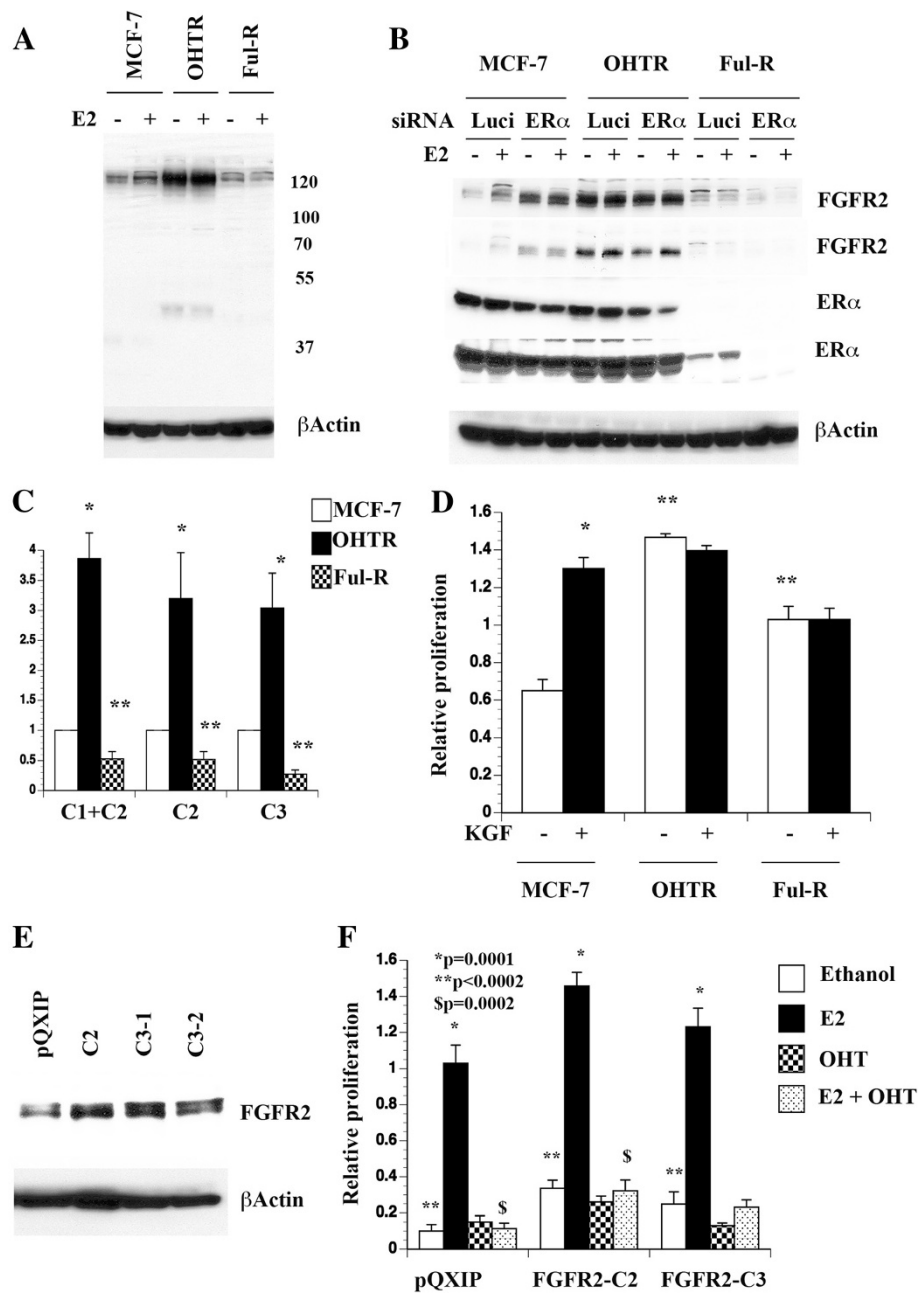 A
MCF-7 OHTR Ful-R
E2 - + - + - +
120
100
70
55
37
βActin
B
MCF-7 OHTR Ful-R
siRNA Luci ERα Luci ERα Luci ERα
E2 - + - + - + - + - + - +
FGFR2
FGFR2
ERα
ERα
βActin
C
MCF-7
OHTR
Ful-R
4
3.5
3
2.5
2
1.5
1
0.5
0
* * *
** ** **
C1+C2 C2 C3
D
Relative proliferation
1.6
1.4
1.2
1
0.8
0.6
0.4
0.2
0
* ** **
KGF - + - + - +
MCF-7 OHTR Ful-R
E
pQXIP C2 C3-1 C3-2
FGFR2
βActin
F
*p=0.0001
**p<0.0002
$p=0.0002
Relative proliferation
1.6
1.4
1.2
1
0.8
0.6
0.4
0.2
0
* * *
** $ ** $ **
pQXIP FGFR2-C2 FGFR2-C3
Ethanol
E2
OHT
E2 + OHT